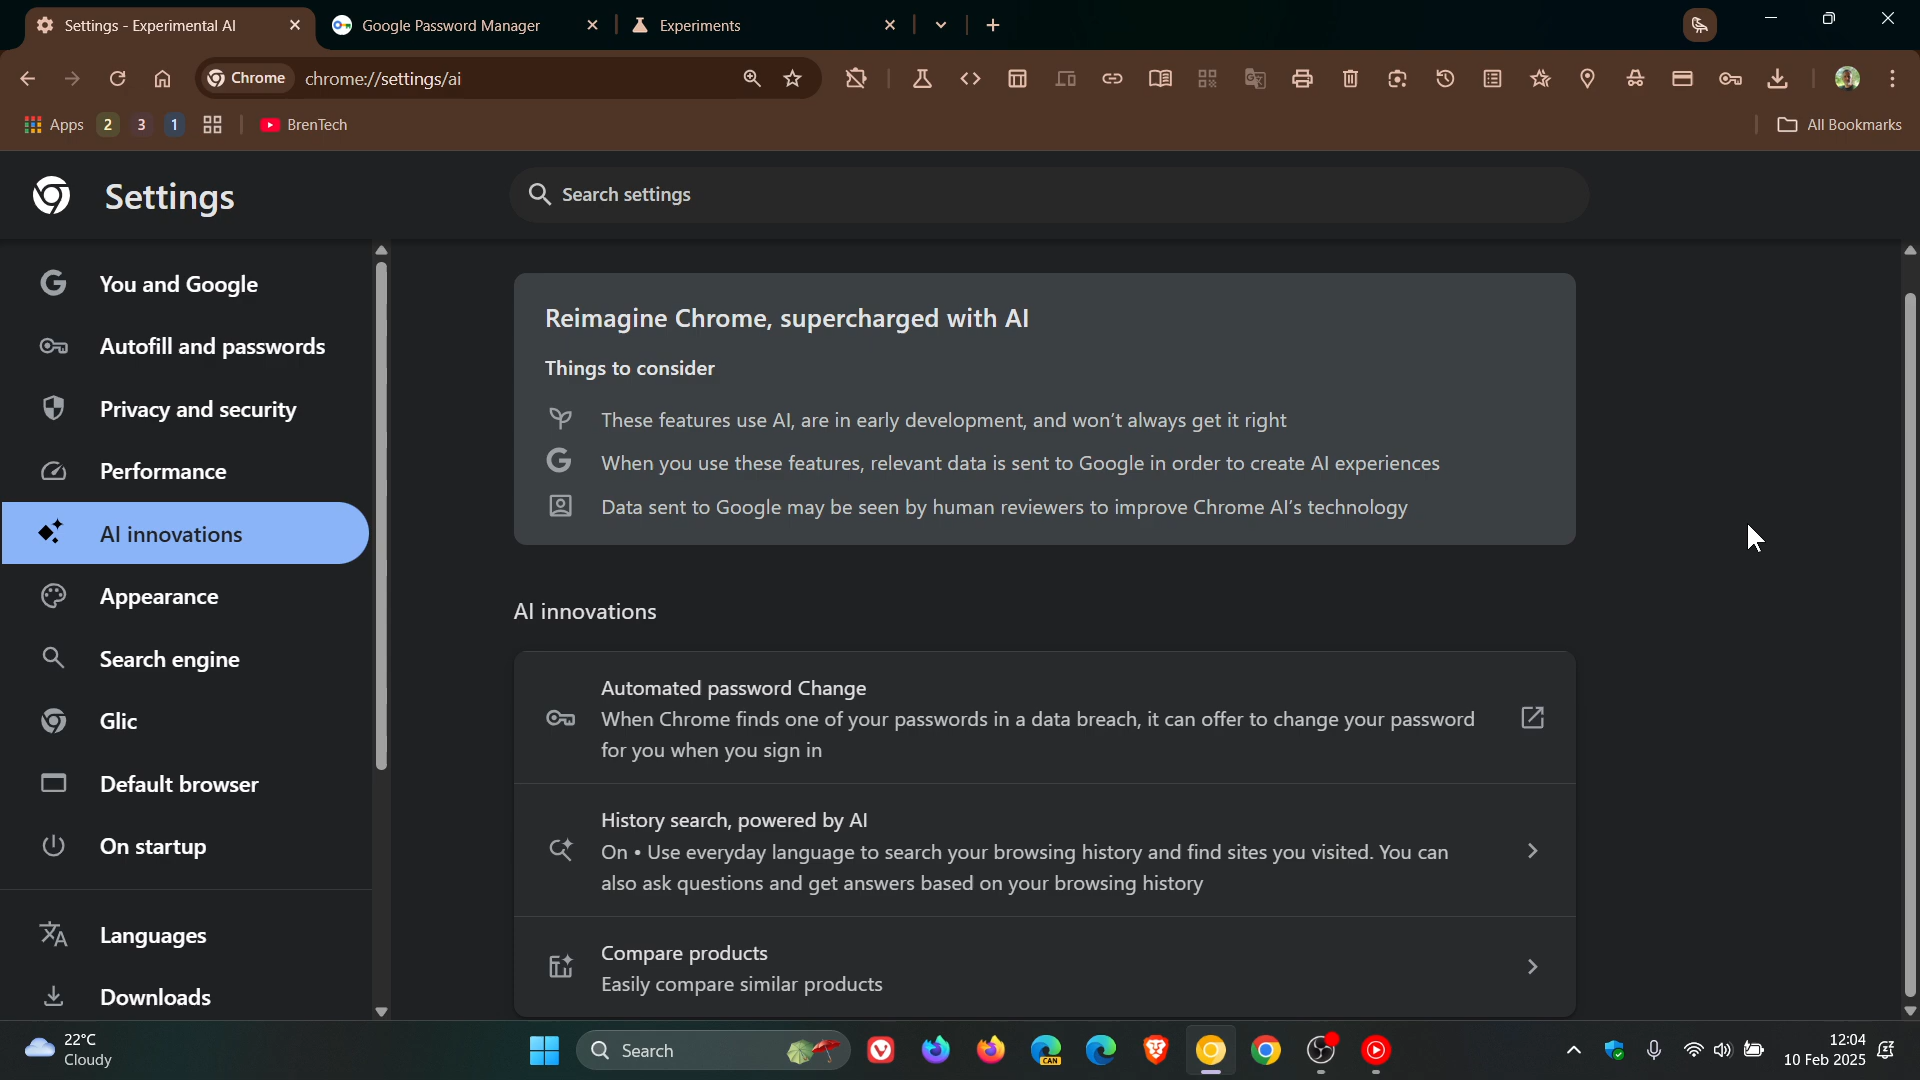 Settings - Experimental AI
Google Password Manager
Experiments
Chrome
chrome://settings/ai
Apps
2
3
1
BrenTech
All Bookmarks
Settings
Search settings
You and Google
Autofill and passwords
Privacy and security
Performance
AI innovations
Appearance
Search engine
Glic
Default browser
On startup
Languages
Downloads
Reimagine Chrome, supercharged with AI
Things to consider
These features use AI, are in early development, and won't always get it right
When you use these features, relevant data is sent to Google in order to create AI experiences
Data sent to Google may be seen by human reviewers to improve Chrome AI's technology
AI innovations
Automated password Change
When Chrome finds one of your passwords in a data breach, it can offer to change your password
for you when you sign in
History search, powered by AI
On • Use everyday language to search your browsing history and find sites you visited. You can
also ask questions and get answers based on your browsing history
Compare products
Easily compare similar products
22°C
Cloudy
Search
CAN
12:04
10 Feb 2025